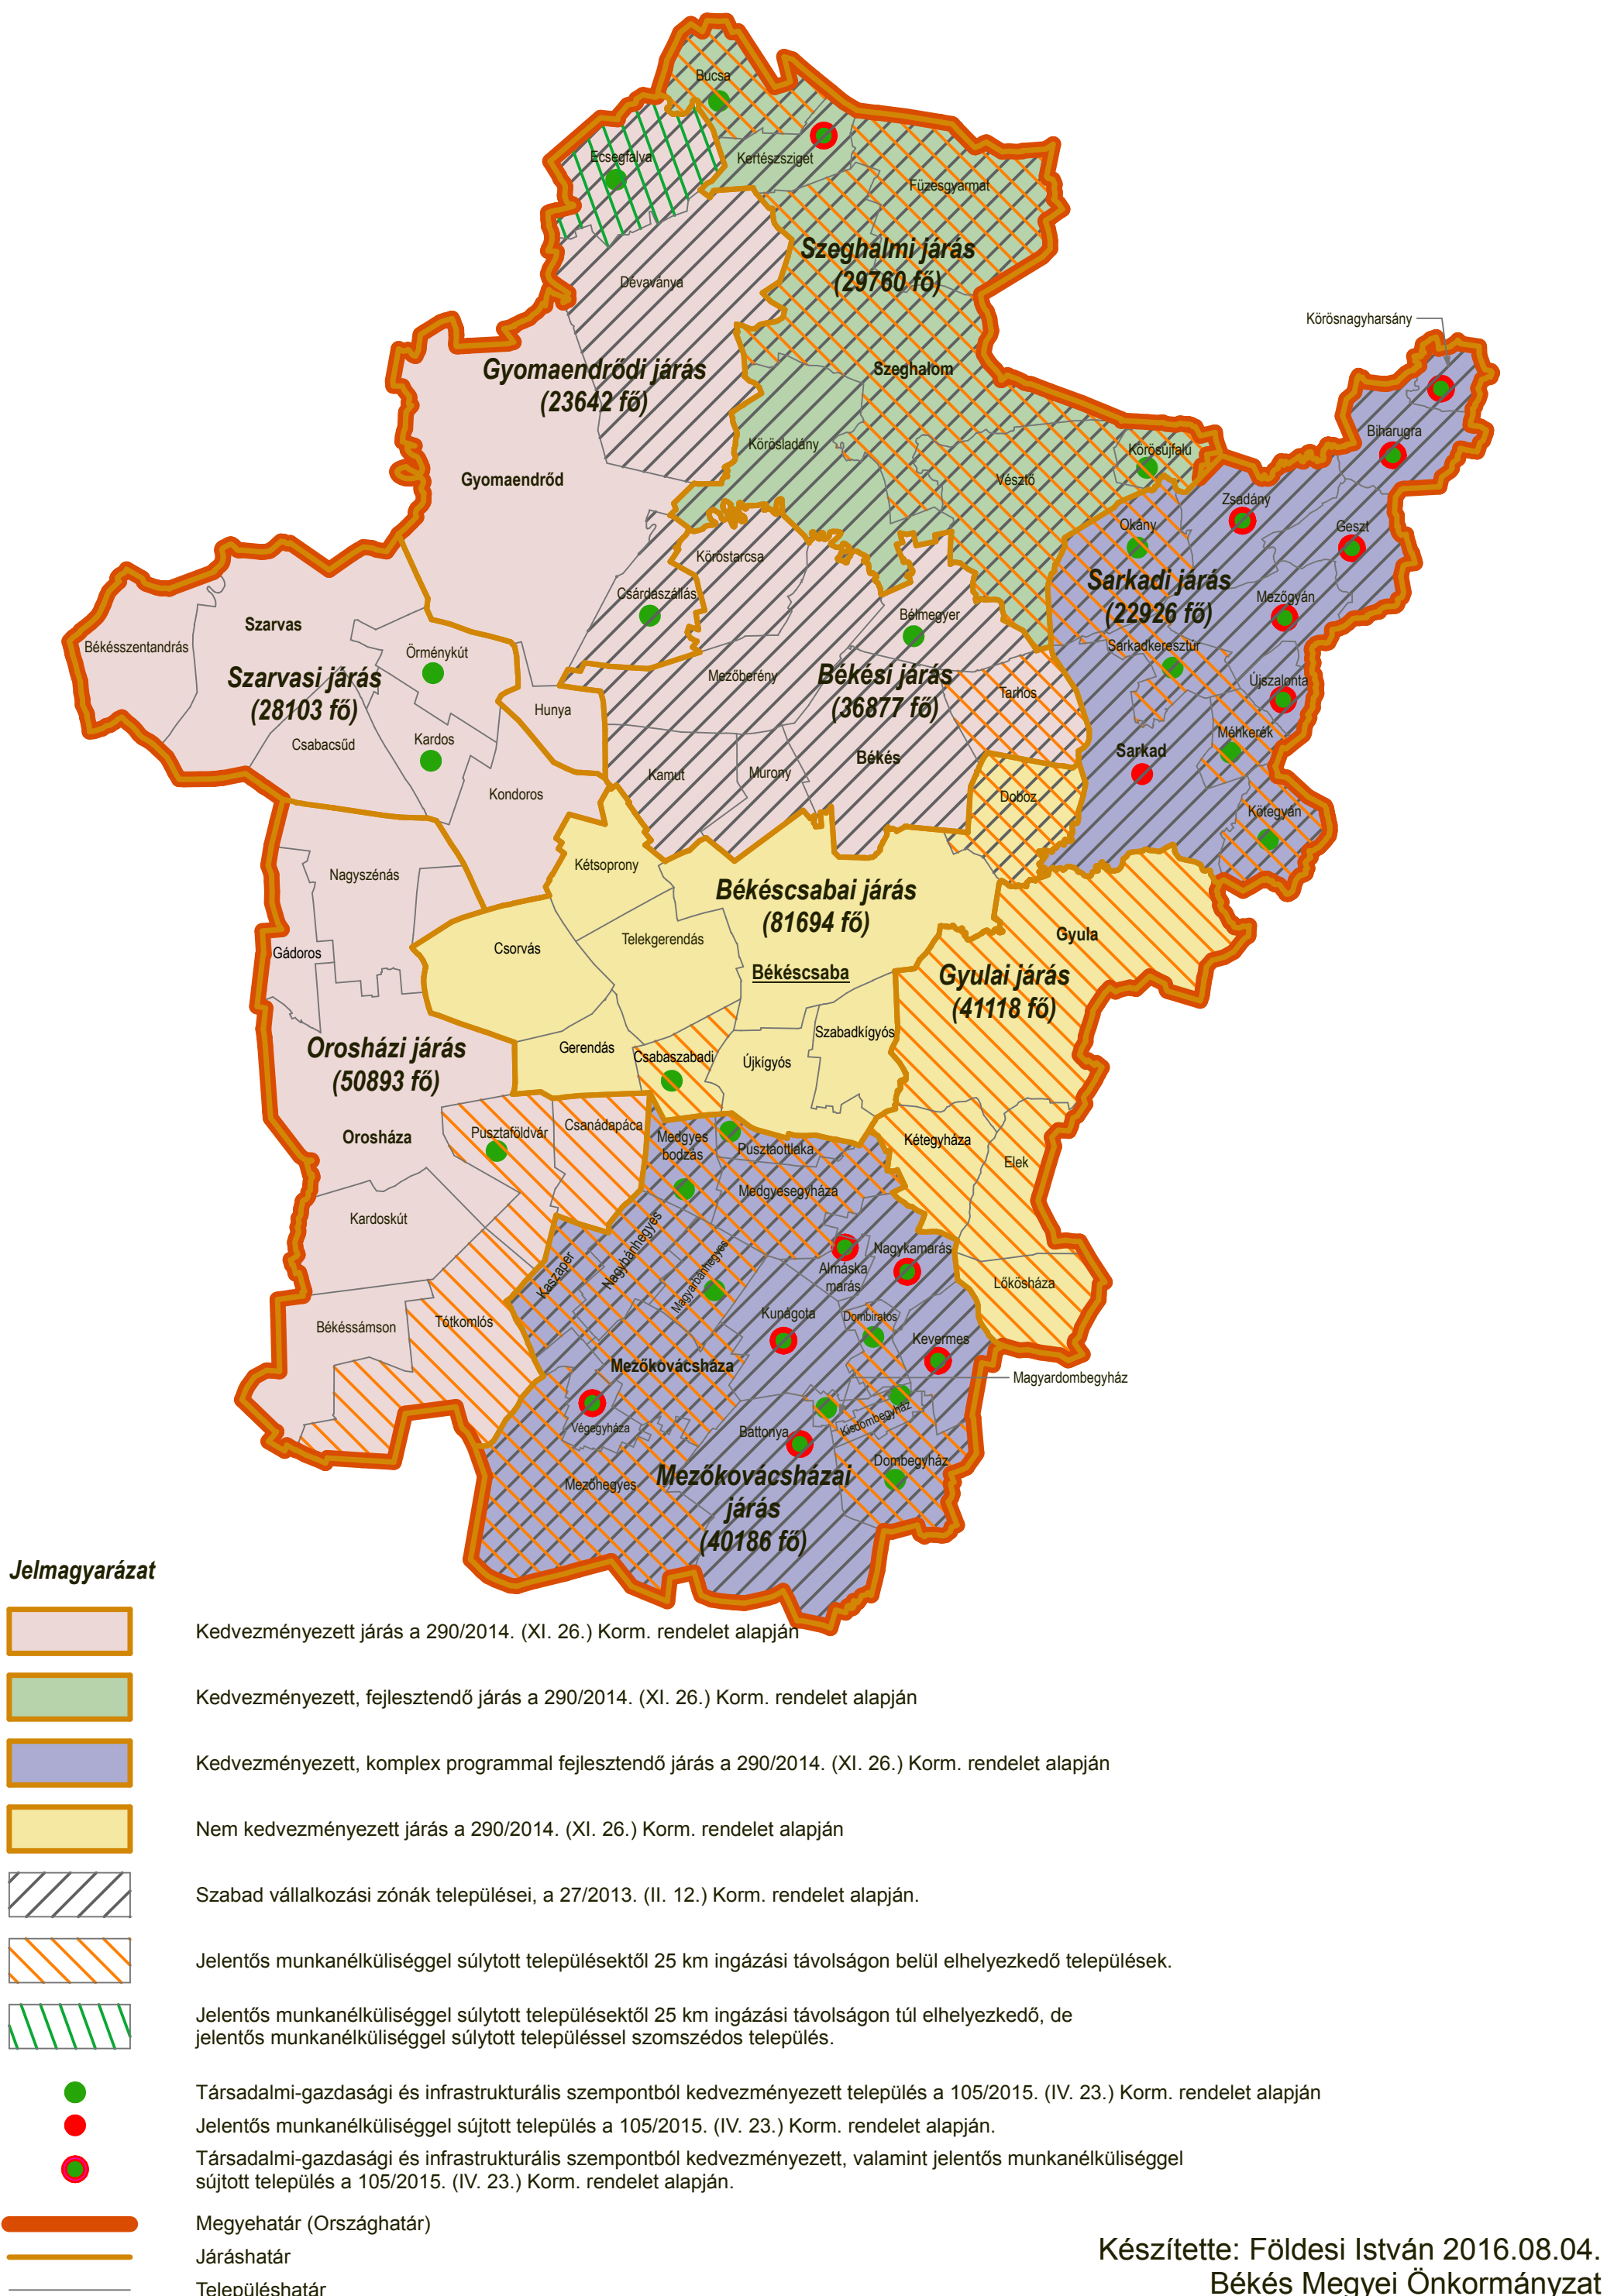 Bucsa
Ecsegfalva
Kertészsziget
Füzesgyarmat
Szeghalmi járás
(29760 fő)
Dévaványa
Körösnagyharsány
Gyomaendrődi járás
(23642 fő)
Szeghalom
Biharugra
Körösladány
Körösújfalu
Gyomaendrőd
Vésztő
Zsadány
Okány
Geszt
Köröstarcsa
Sarkadi járás
(22926 fő)
Csárdaszállás
Mezőgyán
Bélmegyer
Szarvas
Békésszentandrás
Örménykút
Sarkadkeresztúr
Szarvasi járás
(28103 fő)
Mezőberény
Békési járás
(36877 fő)
Tarhos
Újszalonta
Hunya
Csabacsűd
Kardos
Méhkerék
Békés
Sarkad
Kamut
Murony
Kondoros
Doboz
Kötegyán
Kétsoprony
Nagyszénás
Békéscsabai járás
(81694 fő)
Csorvás
Telekgerendás
Gyula
Gádoros
Békéscsaba
Gyulai járás
(41118 fő)
Szabadkígyós
Orosházi járás
(50893 fő)
Gerendás
Csabaszabadi
Újkígyós
Csanádapáca
Pusztaföldvár
Orosháza
Medgyes
bodzás
Pusztaottlaka
Kétegyháza
Elek
Medgyesegyháza
Kardoskút
Nagybánhegyes
Kaszaper
Magyarbánhegyes
Nagykamarás
Almáska
marás
Lőkösháza
Kunágota
Dombiratos
Békéssámson
Tótkomlós
Kevermes
Mezőkovácsháza
Magyardombegyház
Kisdombegyház
Végegyháza
Battonya
Dombegyház
Mezőhegyes
Mezőkovácsházai
járás
(40186 fő)
Jelmagyarázat
Kedvezményezett járás a 290/2014. (XI. 26.) Korm. rendelet alapján
Kedvezményezett, fejlesztendő járás a 290/2014. (XI. 26.) Korm. rendelet alapján
Kedvezményezett, komplex programmal fejlesztendő járás a 290/2014. (XI. 26.) Korm. rendelet alapján
Nem kedvezményezett járás a 290/2014. (XI. 26.) Korm. rendelet alapján
Szabad vállalkozási zónák települései, a 27/2013. (II. 12.) Korm. rendelet alapján.
Jelentős munkanélküliséggel súlytott településektől 25 km ingázási távolságon belül elhelyezkedő települések.
Jelentős munkanélküliséggel súlytott településektől 25 km ingázási távolságon túl elhelyezkedő, de
jelentős munkanélküliséggel súlytott településsel szomszédos település.
Társadalmi-gazdasági és infrastrukturális szempontból kedvezményezett település a 105/2015. (IV. 23.) Korm. rendelet alapján
Jelentős munkanélküliséggel sújtott település a 105/2015. (IV. 23.) Korm. rendelet alapján.
Társadalmi-gazdasági és infrastrukturális szempontból kedvezményezett, valamint jelentős munkanélküliséggel
sújtott település a 105/2015. (IV. 23.) Korm. rendelet alapján.
Megyehatár (Országhatár)
Járáshatár
Településhatár
Készítette: Földesi István 2016.08.04.
Békés Megyei Önkormányzat